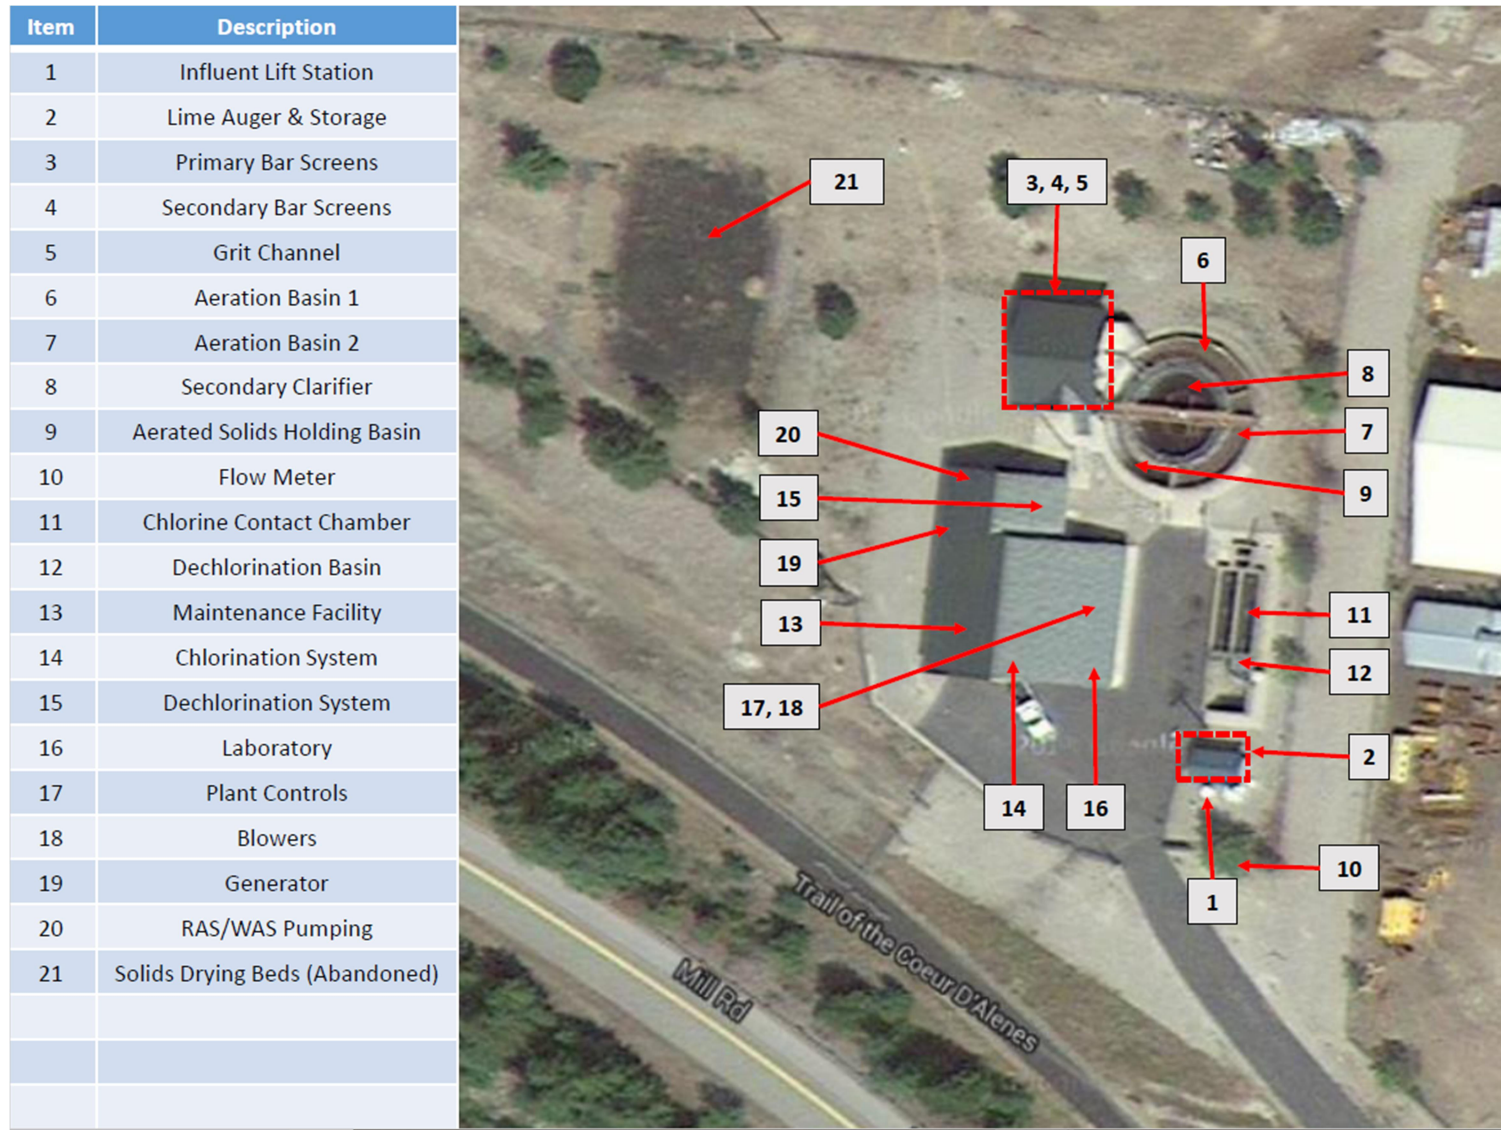 Item Description
1 Influent Lift Station
2 Lime Auger & Storage
3 Primary Bar Screens
4 Secondary Bar Screens
5 Grit Channel
6 Aeration Basin 1
7 Aeration Basin 2
8 Secondary Clarifier
9 Aerated Solids Holding Basin
10 Flow Meter
11 Chlorine Contact Chamber
12 Dechlorination Basin
13 Maintenance Facility
14 Chlorination System
15 Dechlorination System
16 Laboratory
17 Plant Controls
18 Blowers
19 Generator
20 RAS/WAS Pumping
21 Solids Drying Beds (Abandoned)
21
3, 4, 5
6
8
20
7
15
9
19
13
11
12
17, 18
2
14
16
10
1
Trail of the Coeur D'Alenes
Mill Rd